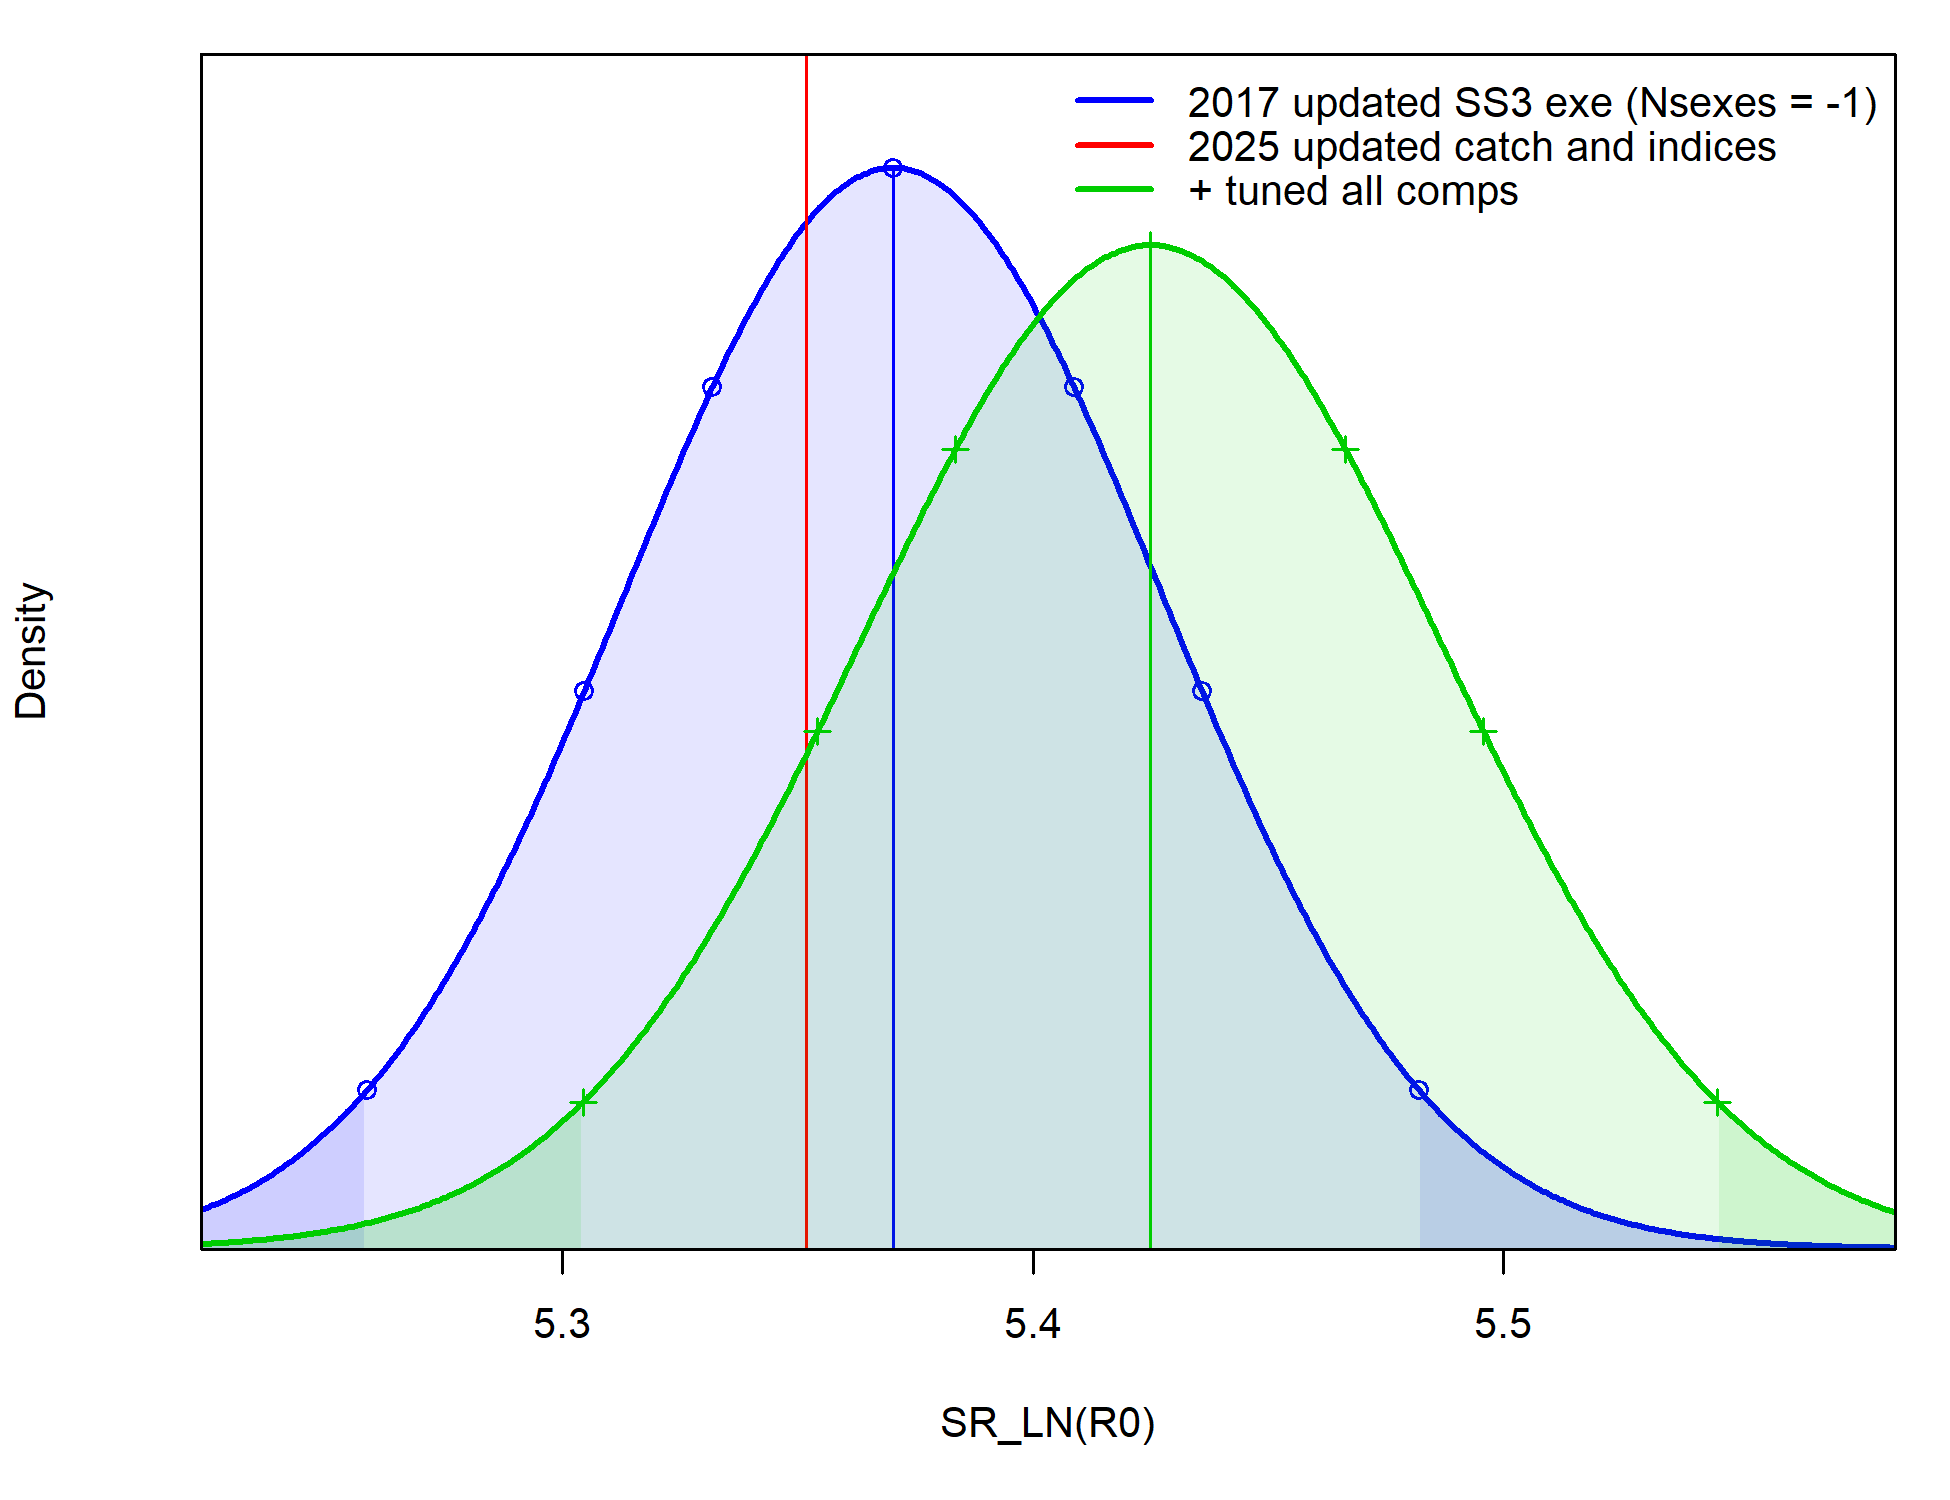 2017 updated SS3 exe (Nsexes = -1)
2025 updated catch and indices
+ tuned all comps
Density
5.3 5.4 5.5
SR_LN(R0)